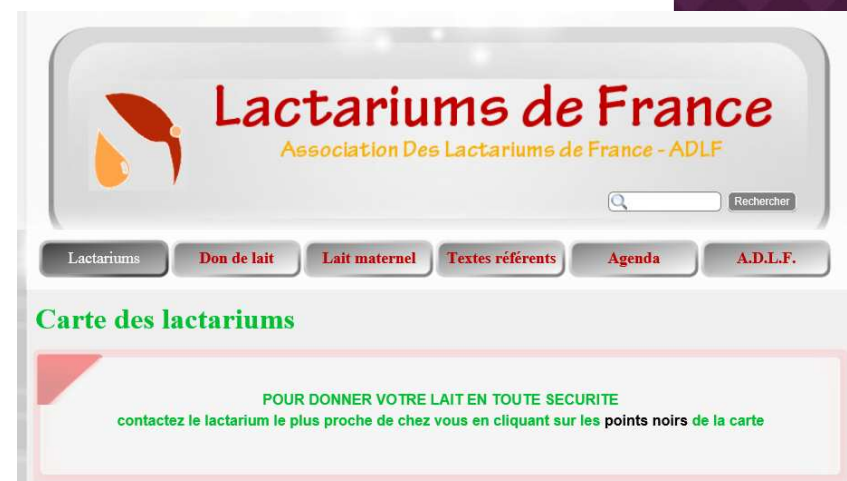 Lactariums de France
Association Des Lactariums de France - ADLF
Rechercher
Lactariums
Don de lait
Lait maternel
Textes référents
Agenda
A.D.L.F.
Carte des lactariums
POUR DONNER VOTRE LAIT EN TOUTE SECURITE
contactez le lactarium le plus proche de chez vous en cliquant sur les points noirs de la carte